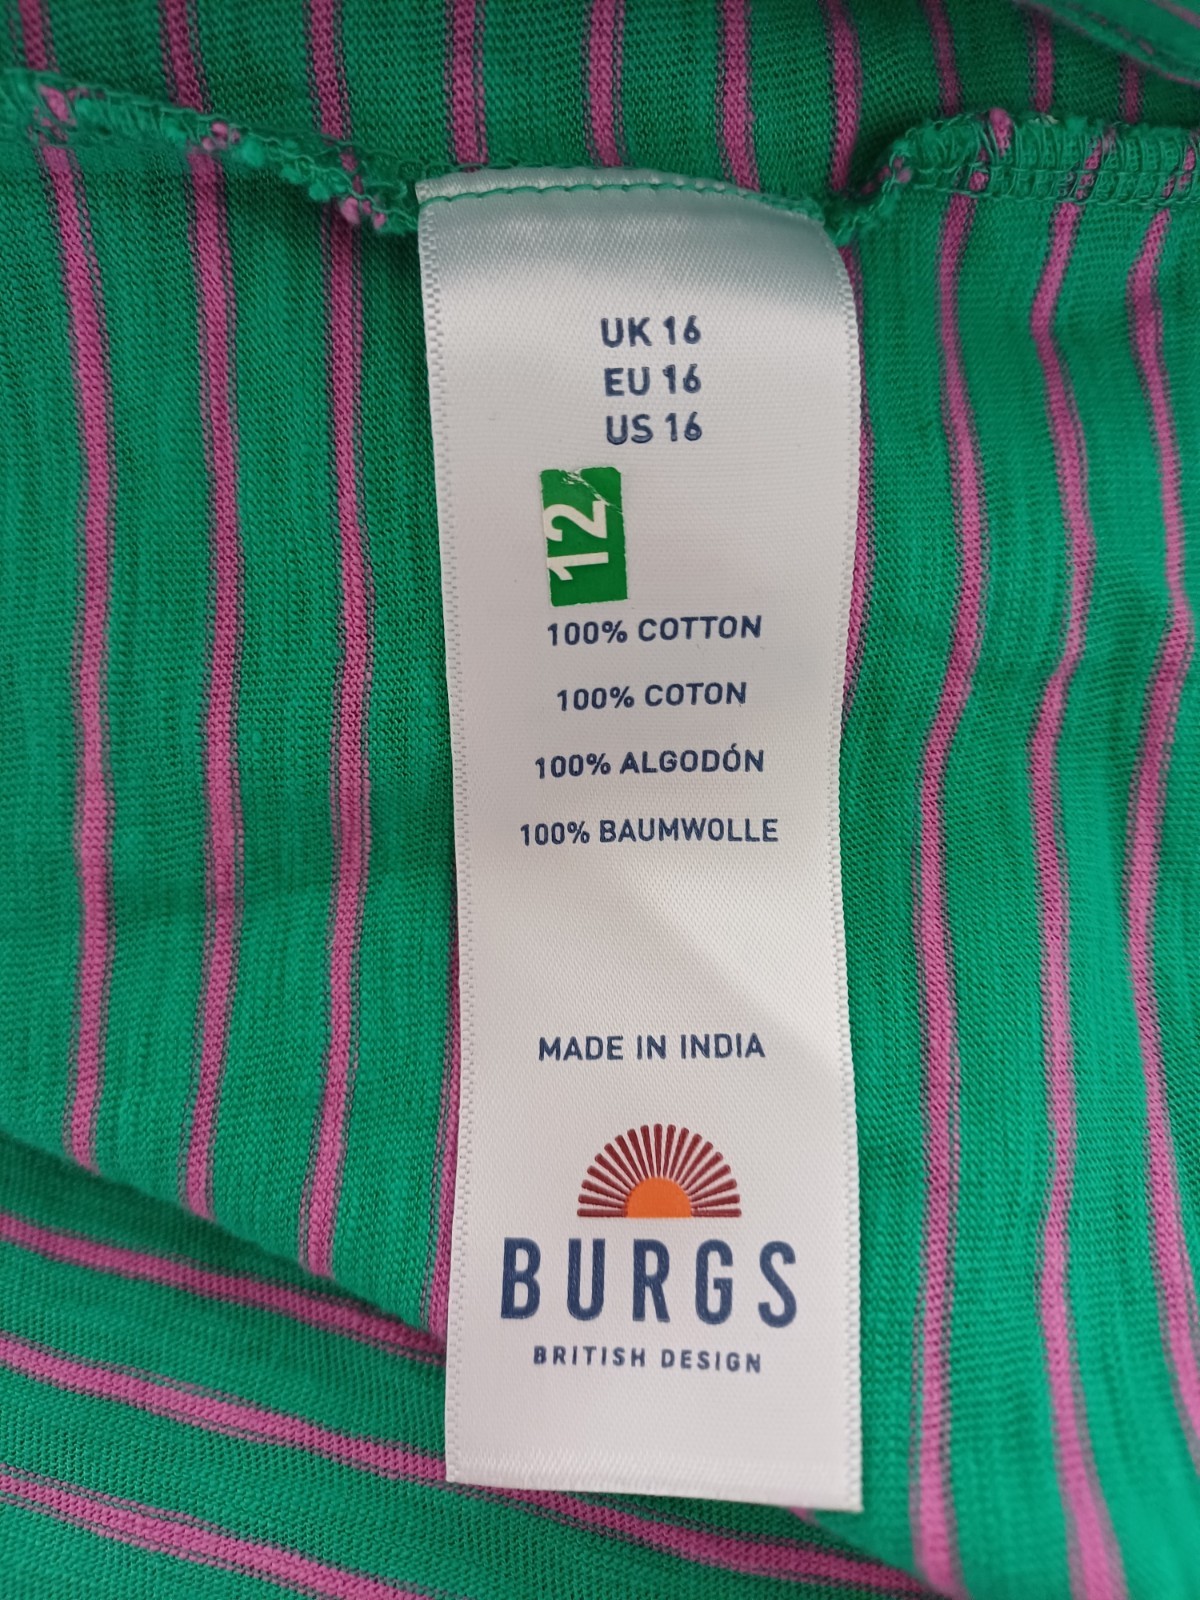 UK 16
EU 16
US 16
12
100% COTTON
100% COTON
100% ALGODÓN
100% BAUMWOLLE
MADE IN INDIA
BURGS
BRITISH DESIGN